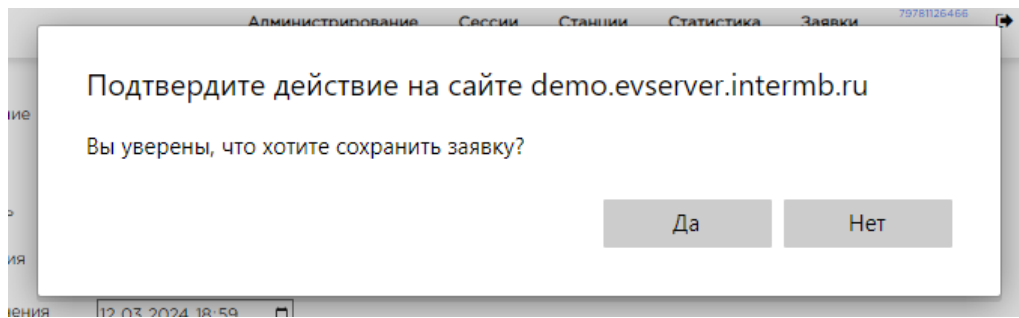 Администрирование Сессии Станции Статистика Заявки 79781126466
Подтвердите действие на сайте demo.evserver.intermb.ru
Вы уверены, что хотите сохранить заявку?
Да Нет
12.03.2024 18:59